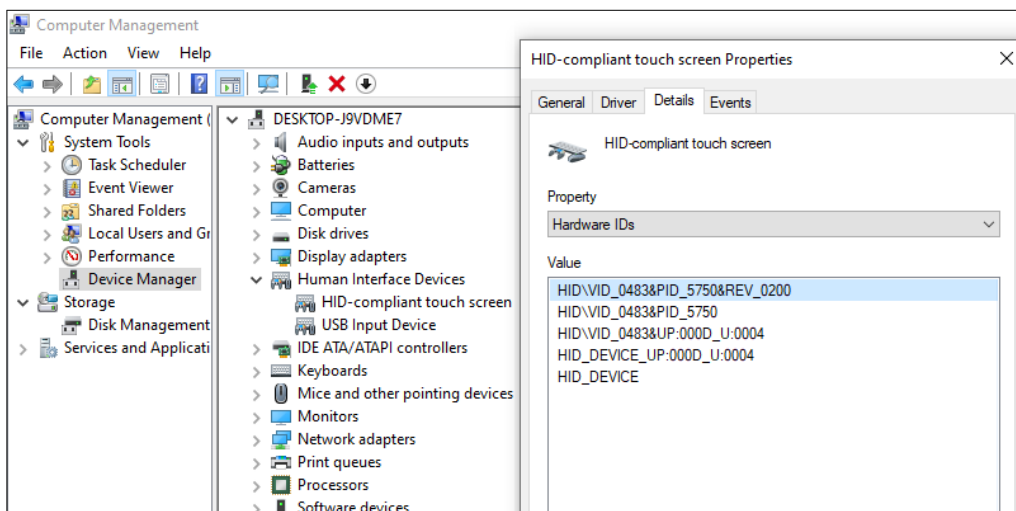 Computer Management
File Action View Help
Computer Management (
System Tools
Task Scheduler
Event Viewer
Shared Folders
Local Users and Gr
Performance
Device Manager
Storage
Disk Management
Services and Applicati
DESKTOP-J9VDME7
Audio inputs and outputs
Batteries
Cameras
Computer
Disk drives
Display adapters
Human Interface Devices
HID-compliant touch screen
USB Input Device
IDE ATA/ATAPI controllers
Keyboards
Mice and other pointing devices
Monitors
Network adapters
Print queues
Processors
Software devices
HID-compliant touch screen Properties
General Driver Details Events
HID-compliant touch screen
Property
Hardware IDs
Value
HID\VID_0483&PID_5750&REV_0200
HID\VID_0483&PID_5750
HID\VID_0483&UP:000D_U:0004
HID_DEVICE_UP:000D_U:0004
HID_DEVICE